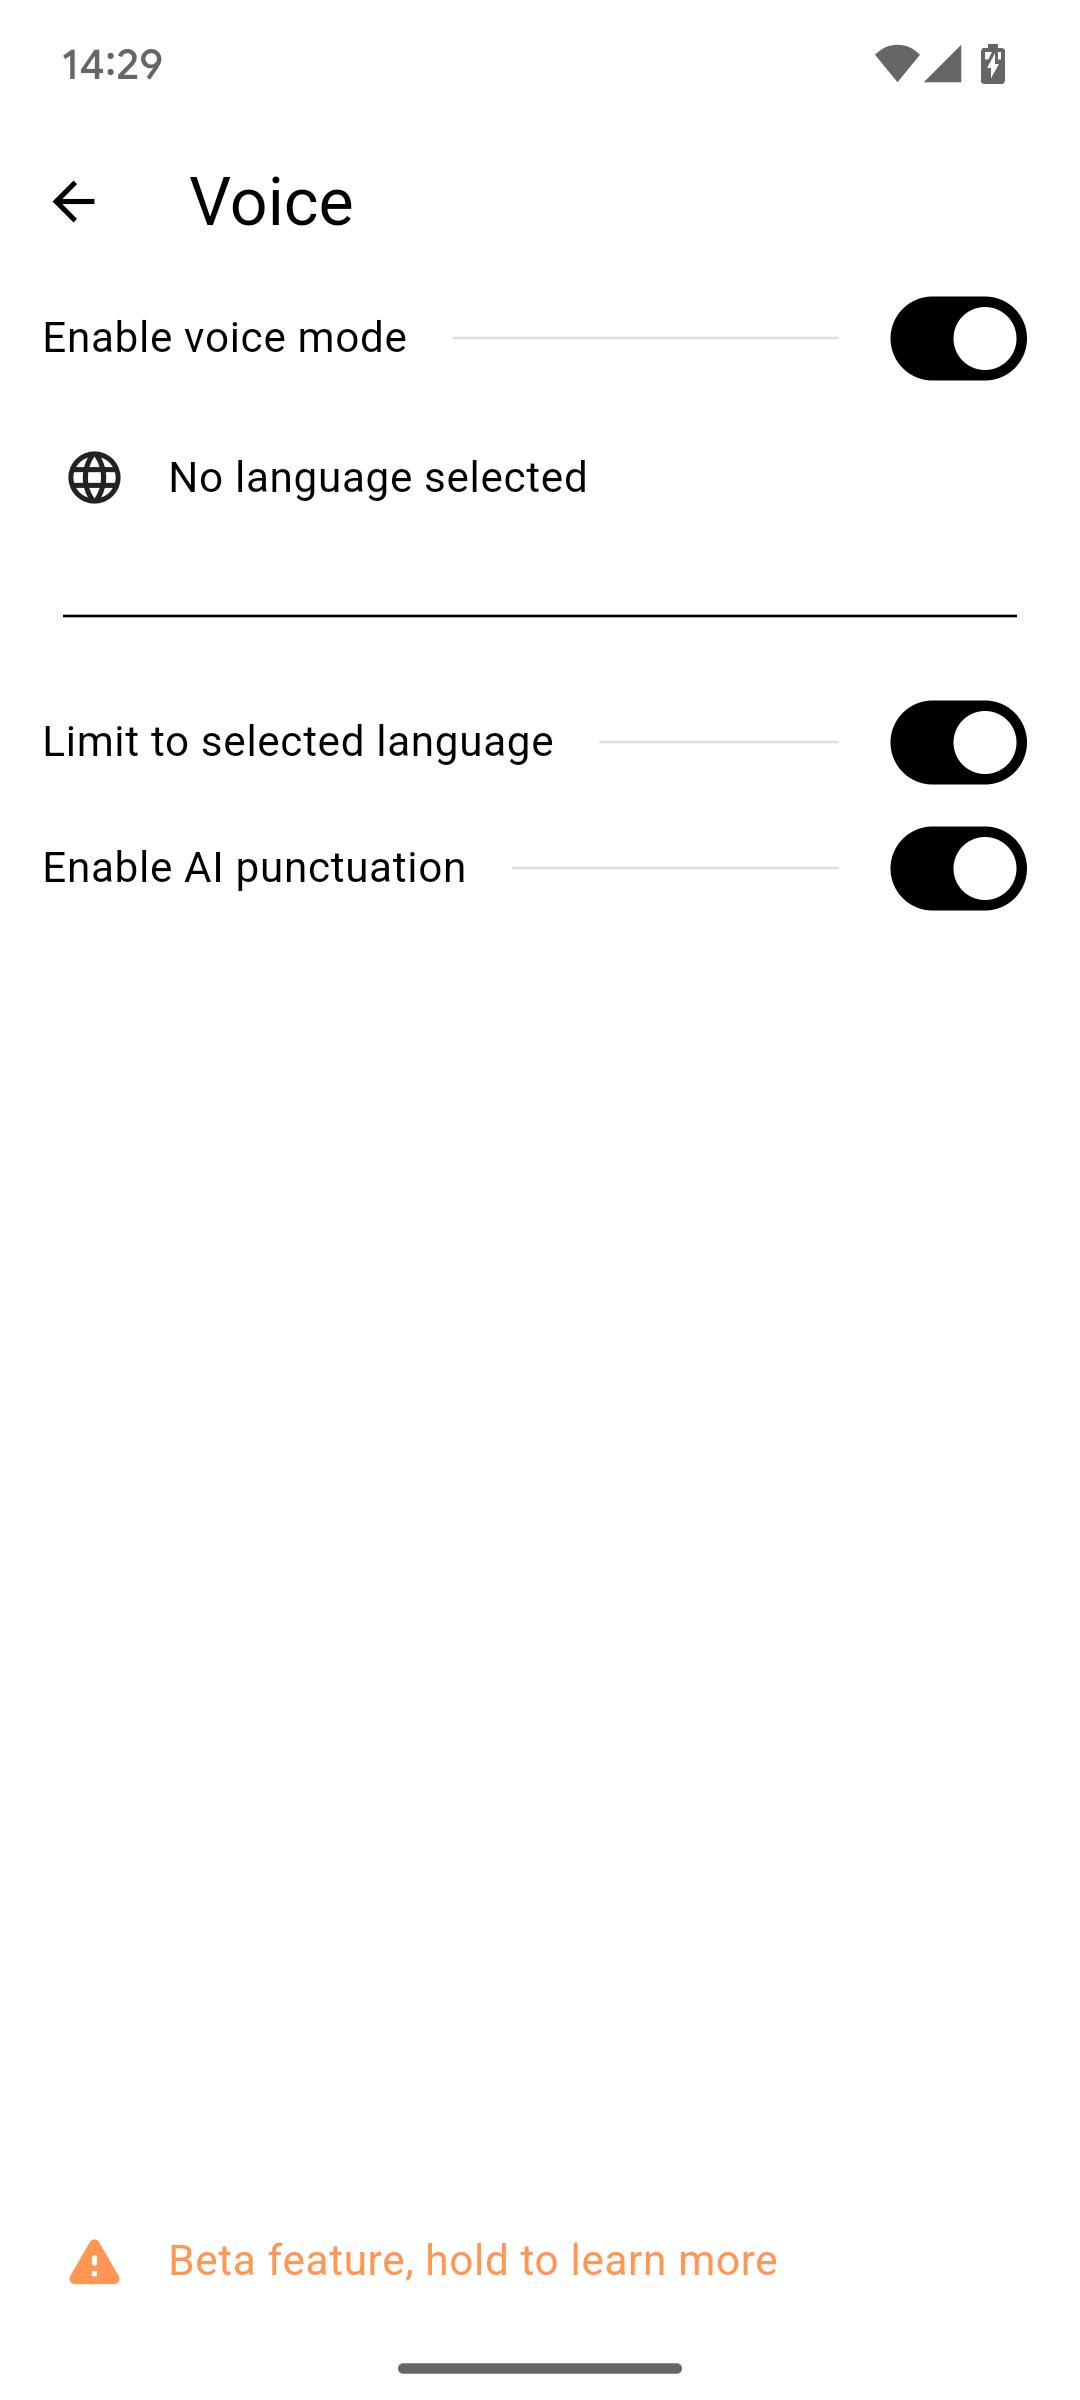 14:29
Voice
Enable voice mode
No language selected
Limit to selected language
Enable AI punctuation
Beta feature, hold to learn more